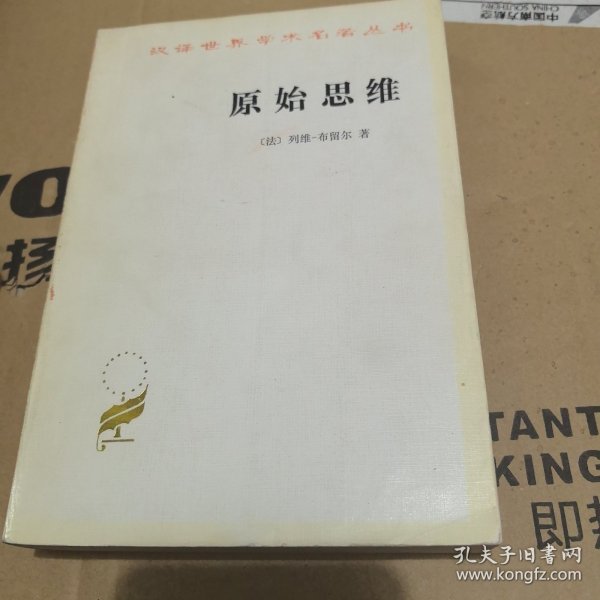 中国南方航空
CHINA SOUTHERN
汉译世界学术名著丛书
原始思维
〔法〕列维-布留尔 著
扬
TANT
KING
即扬
孔夫子旧书网
www.kongfz.com